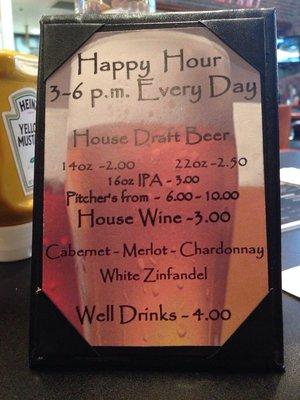 Happy Hour
3-6 p.m. Every Day
House Draft Beer
14oz -2.00 22oz -2.50
16oz IPA - 3.00
Pitcher's from - 6.00 - 10.00
House Wine -3.00
Cabernet - Merlot - Chardonnay
White Zinfandel
Well Drinks - 4.00
HEINZ
YELLOW
MUSTARD